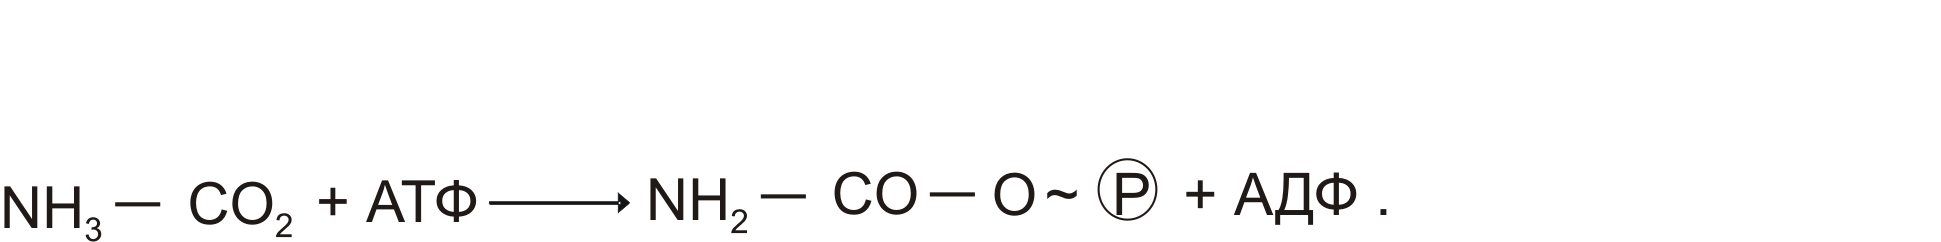 NH₃ — CO₂ + АТФ ⟶ NH₂ — CO — O ~ Ⓟ + АДФ .